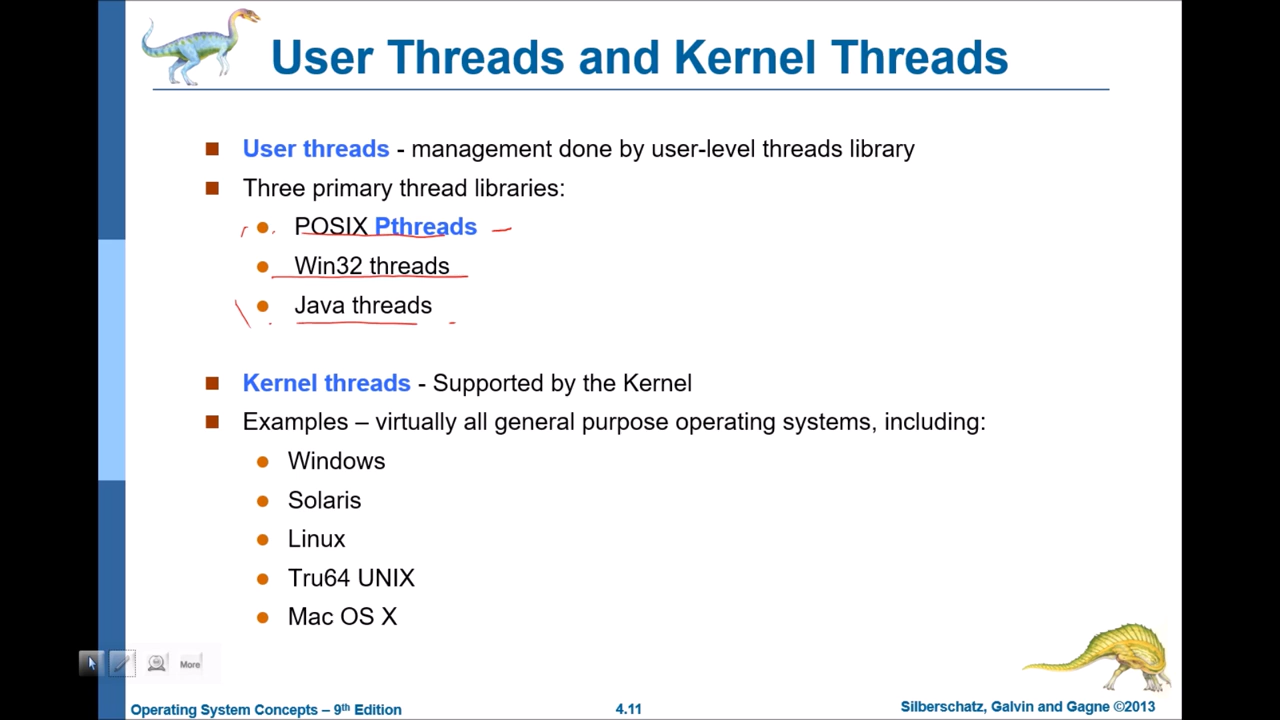 User Threads and Kernel Threads
User threads - management done by user-level threads library
Three primary thread libraries:
POSIX Pthreads
Win32 threads
Java threads
Kernel threads - Supported by the Kernel
Examples – virtually all general purpose operating systems, including:
Windows
Solaris
Linux
Tru64 UNIX
Mac OS X
More
Operating System Concepts – 9th Edition
4.11
Silberschatz, Galvin and Gagne ©2013